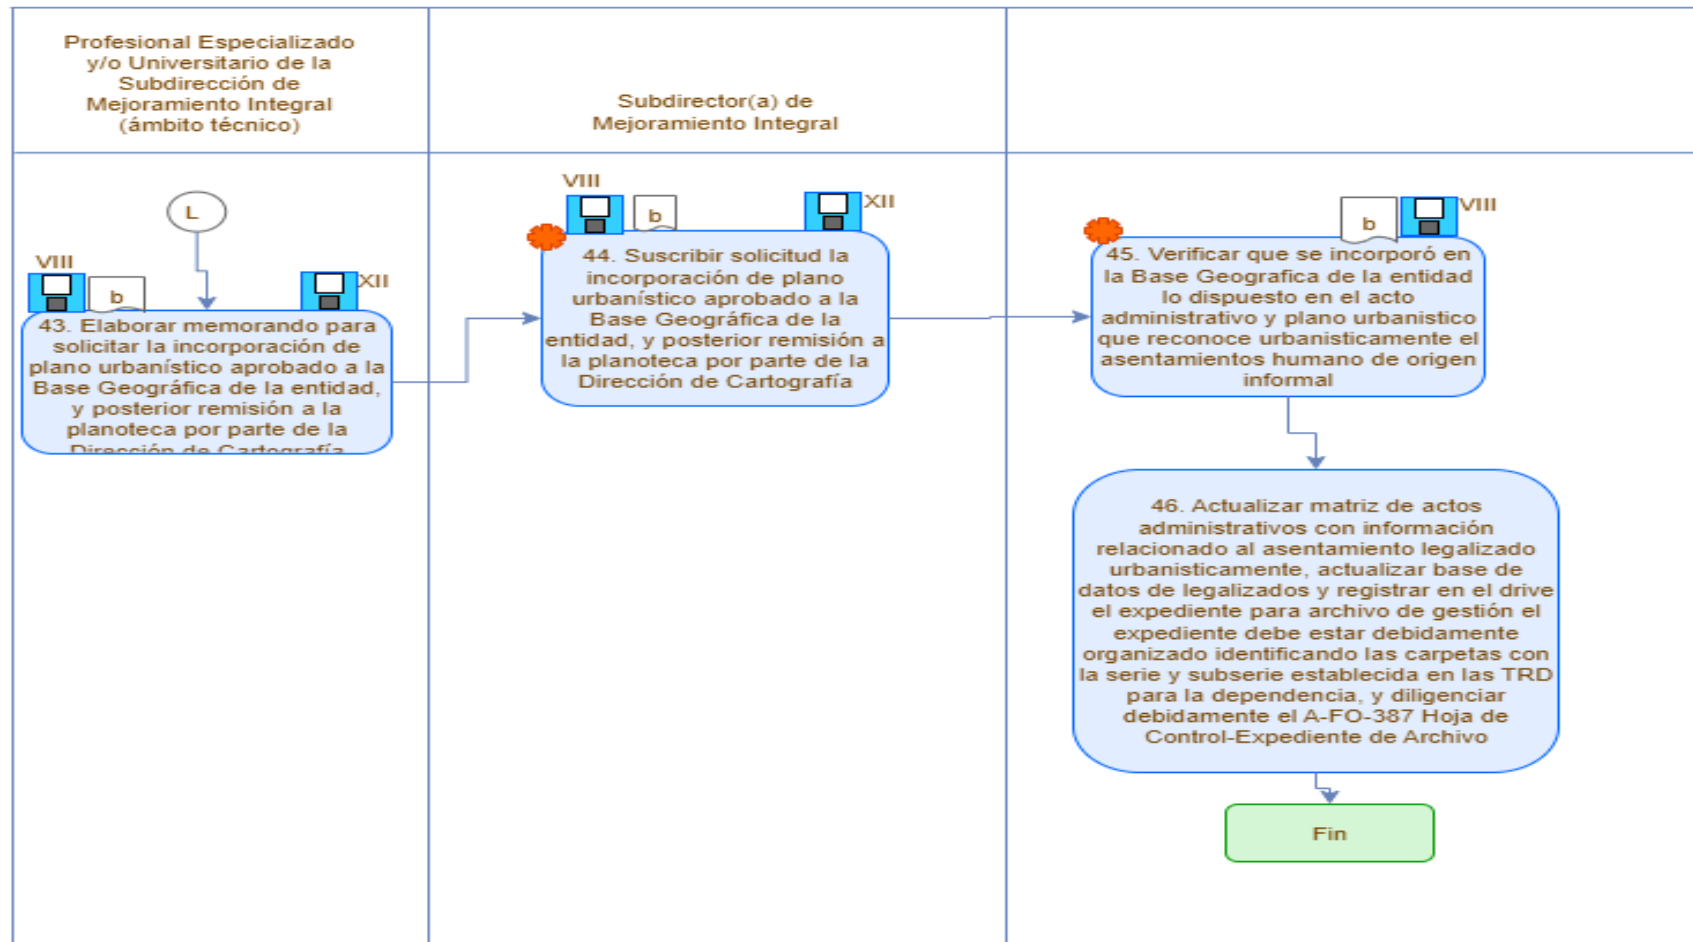 Profesional Especializado
y/o Universitario de la
Subdirección de
Mejoramiento Integral
(ámbito técnico)
Subdirector(a) de
Mejoramiento Integral
L
VIII
b
XII
43. Elaborar memorando para
solicitar la incorporación de
plano urbanístico aprobado a la
Base Geográfica de la entidad,
y posterior remisión a la
planoteca por parte de la
Dirección de Cartografía
VIII
b
XII
44. Suscribir solicitud la
incorporación de plano
urbanístico aprobado a la
Base Geográfica de la
entidad, y posterior remisión a
la planoteca por parte de la
Dirección de Cartografía
b
VIII
45. Verificar que se incorporó en
la Base Geografica de la entidad
lo dispuesto en el acto
administrativo y plano urbanistico
que reconoce urbanisticamente el
asentamientos humano de origen
informal
46. Actualizar matriz de actos
administrativos con información
relacionado al asentamiento legalizado
urbanisticamente, actualizar base de
datos de legalizados y registrar en el drive
el expediente para archivo de gestión el
expediente debe estar debidamente
organizado identificando las carpetas con
la serie y subserie establecida en las TRD
para la dependencia, y diligenciar
debidamente el A-FO-387 Hoja de
Control-Expediente de Archivo
Fin